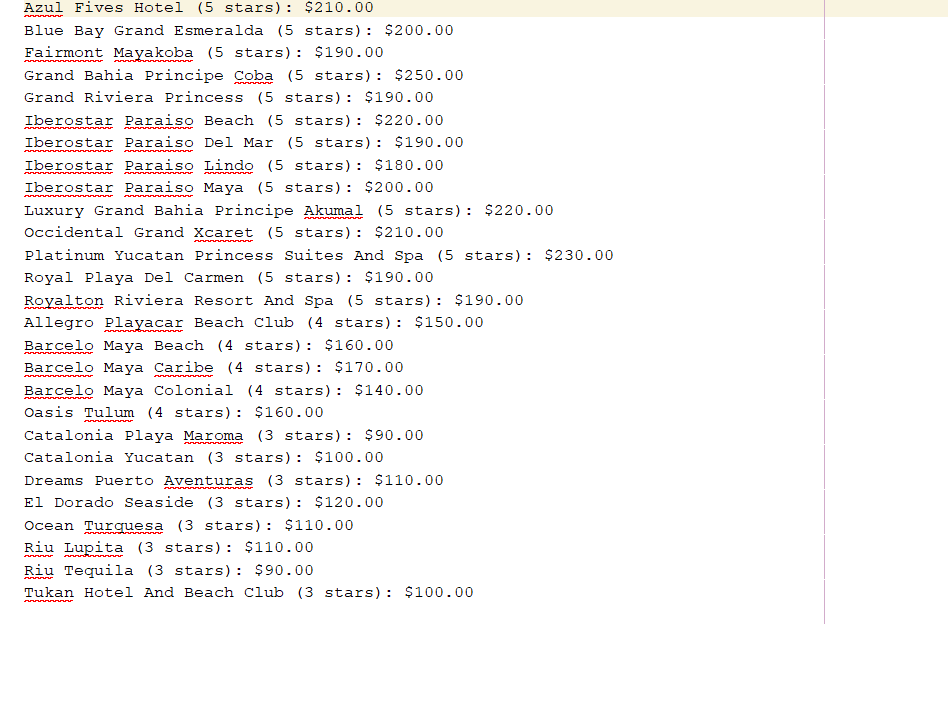 Azul Fives Hotel (5 stars): $210.00
Blue Bay Grand Esmeralda (5 stars): $200.00
Fairmont Mayakoba (5 stars): $190.00
Grand Bahia Principe Coba (5 stars): $250.00
Grand Riviera Princess (5 stars): $190.00
Iberostar Paraiso Beach (5 stars): $220.00
Iberostar Paraiso Del Mar (5 stars): $190.00
Iberostar Paraiso Lindo (5 stars): $180.00
Iberostar Paraiso Maya (5 stars): $200.00
Luxury Grand Bahia Principe Akumal (5 stars): $220.00
Occidental Grand Xcaret (5 stars): $210.00
Platinum Yucatan Princess Suites And Spa (5 stars): $230.00
Royal Playa Del Carmen (5 stars): $190.00
Royalton Riviera Resort And Spa (5 stars): $190.00
Allegro Playacar Beach Club (4 stars): $150.00
Barcelo Maya Beach (4 stars): $160.00
Barcelo Maya Caribe (4 stars): $170.00
Barcelo Maya Colonial (4 stars): $140.00
Oasis Tulum (4 stars): $160.00
Catalonia Playa Maroma (3 stars): $90.00
Catalonia Yucatan (3 stars): $100.00
Dreams Puerto Aventuras (3 stars): $110.00
El Dorado Seaside (3 stars): $120.00
Ocean Turquesa (3 stars): $110.00
Riu Lupita (3 stars): $110.00
Riu Tequila (3 stars): $90.00
Tukan Hotel And Beach Club (3 stars): $100.00